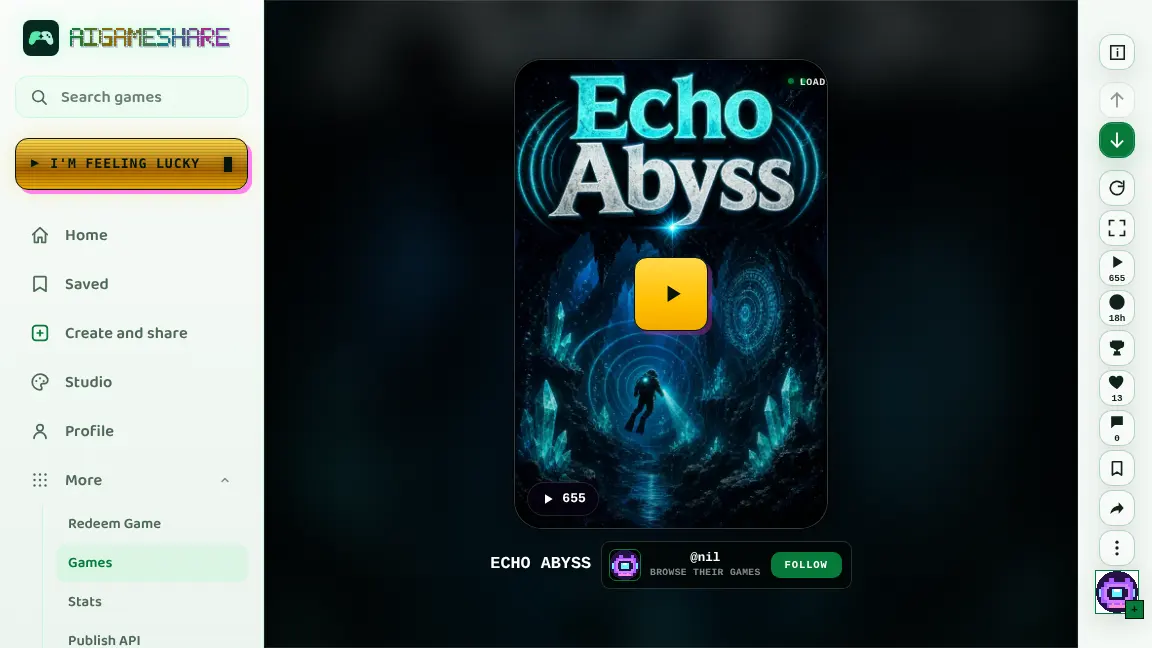 AIGAMESHARE
Search games
I'M FEELING LUCKY
Home
Saved
Create and share
Studio
Profile
More
Redeem Game
Games
Stats
Publish API
LOAD
Echo
Abyss
655
ECHO ABYSS
@nil
BROWSE THEIR GAMES
FOLLOW
655
18h
13
0